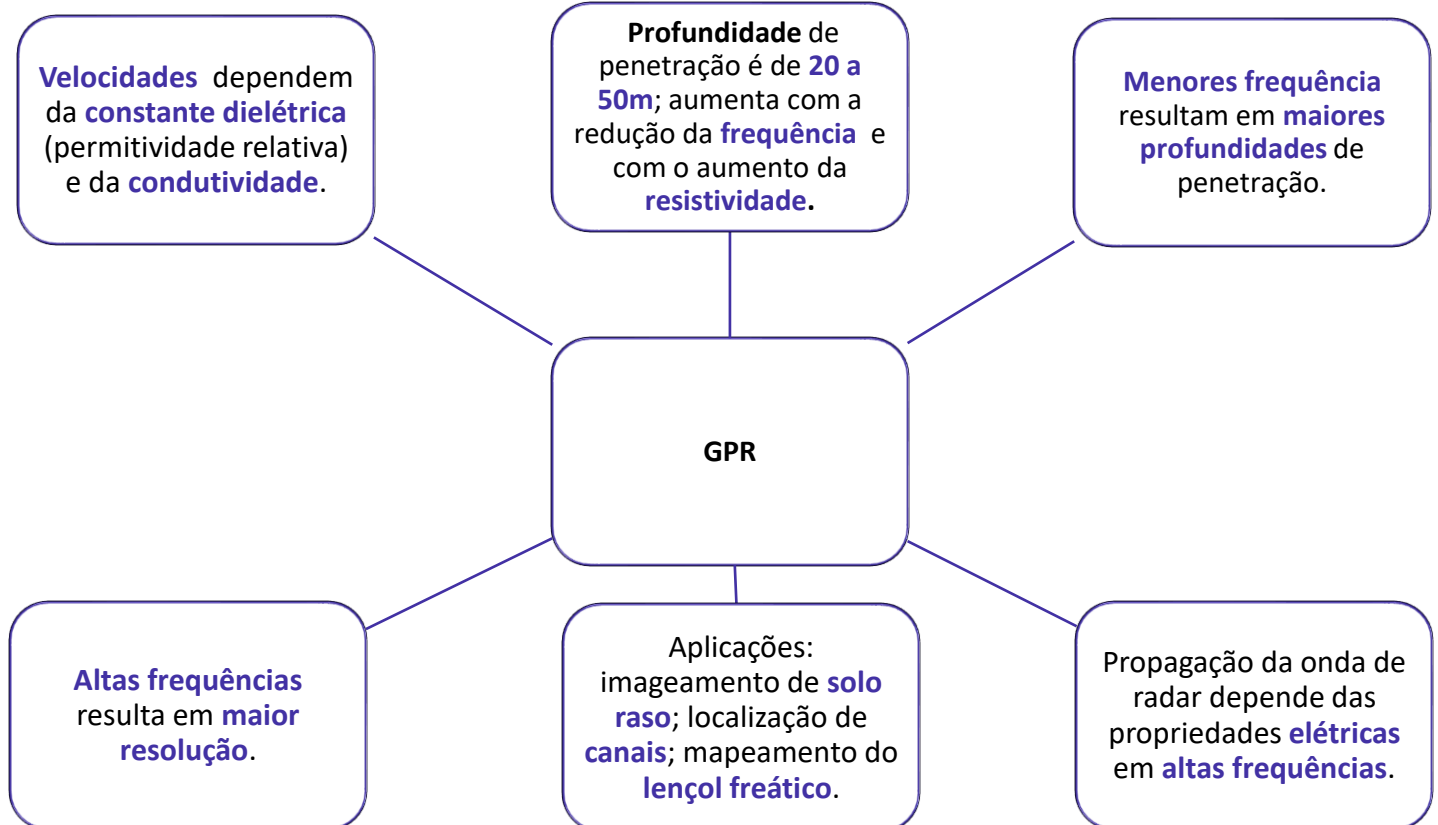 Velocidades dependem
da constante dielétrica
(permitividade relativa)
e da condutividade.
Profundidade de
penetração é de 20 a
50m; aumenta com a
redução da frequência e
com o aumento da
resistividade.
Menores frequência
resultam em maiores
profundidades de
penetração.
GPR
Altas frequências
resulta em maior
resolução.
Aplicações:
imageamento de solo
raso; localização de
canais; mapeamento do
lençol freático.
Propagação da onda de
radar depende das
propriedades elétricas
em altas frequências.